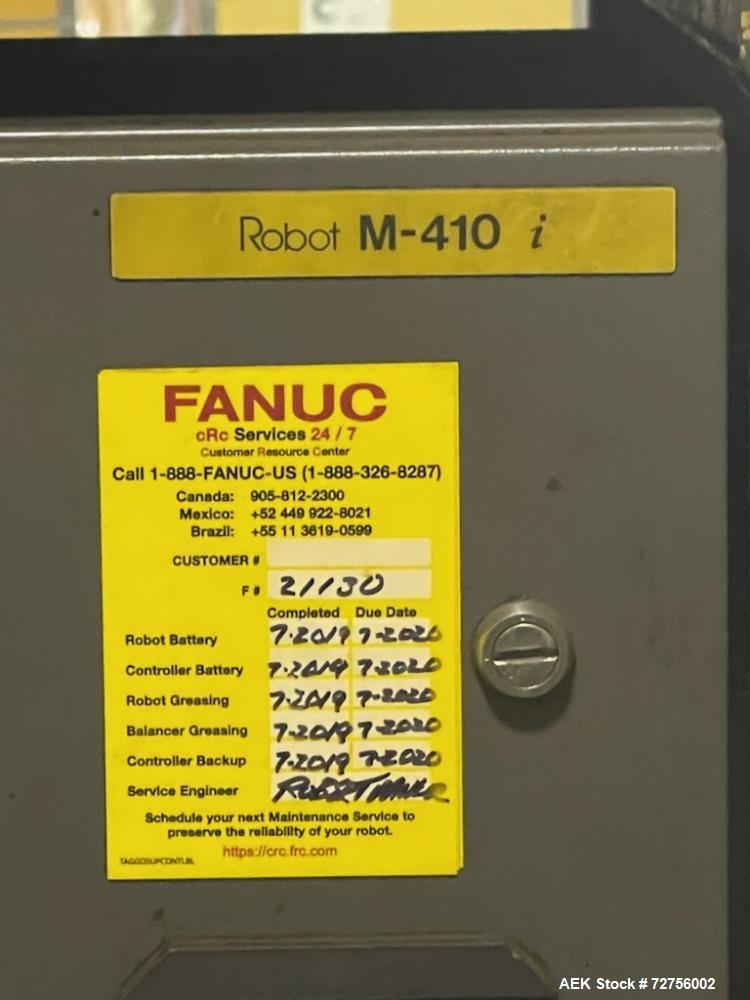 Robot M-410 i
FANUC
cRc Services 24 / 7
Customer Resource Center
Call 1-888-FANUC-US (1-888-326-8287)
Canada: 905-812-2300
Mexico: +52 449 922-8021
Brazil: +55 11 3619-0599
CUSTOMER #
F # 21130
Completed Due Date
Robot Battery 7-2019 7-2020
Controller Battery 7-2019 7-2020
Robot Greasing 7-2019 7-2020
Balancer Greasing 7-2019 7-2020
Controller Backup 7-2019 7-2020
Service Engineer ROBERT
Schedule your next Maintenance Service to
preserve the reliability of your robot.
https://crc.frc.com
AEK Stock # 72756002